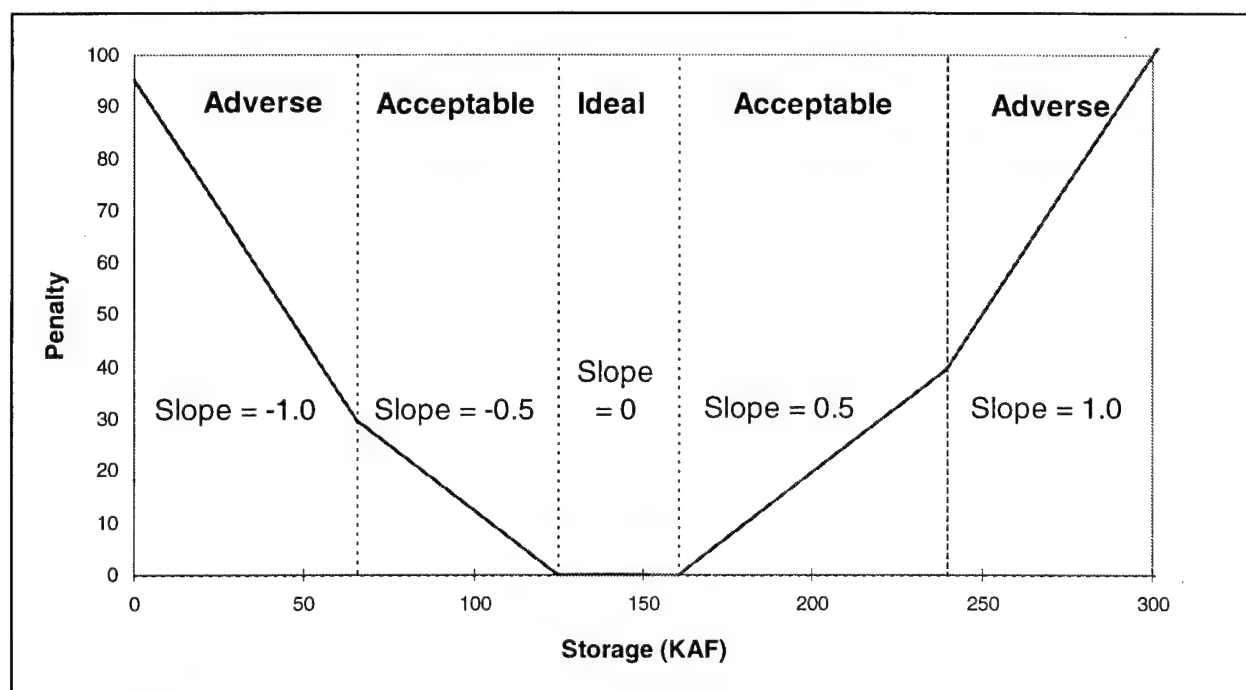 100
90
80
70
60
50
40
30
20
10
0
Penalty
Adverse
Acceptable
Ideal
Acceptable
Adverse
Slope = -1.0
Slope = -0.5
Slope
= 0
Slope = 0.5
Slope = 1.0
0
50
100
150
200
250
300
Storage (KAF)